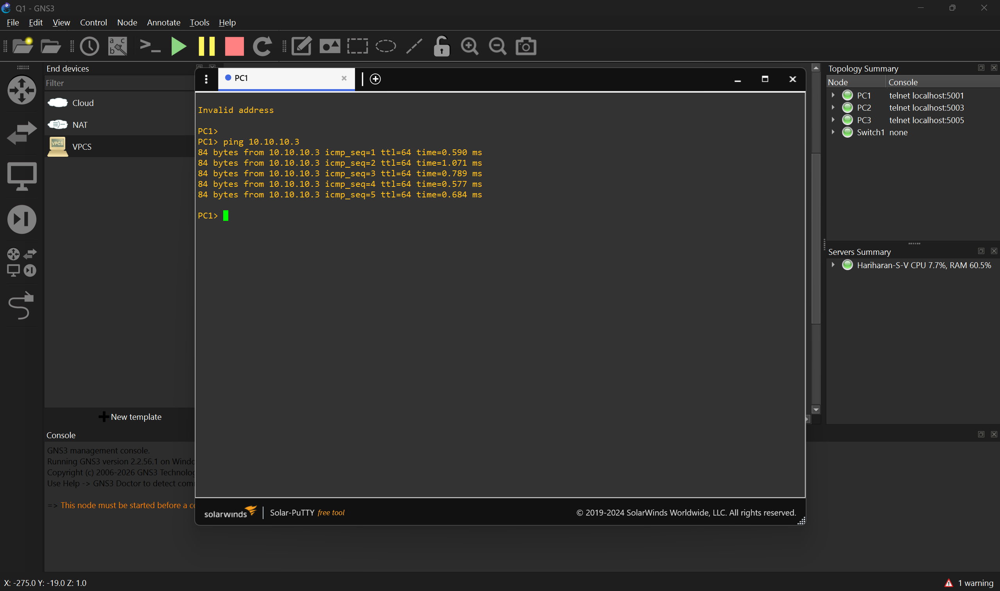 Q1 - GNS3
File Edit View Control Node Annotate Tools Help
a c
b
End devices
Filter
Cloud
NAT
VPCS
VPCS
New template
PC1
Invalid address
PC1>
PC1> ping 10.10.10.3
84 bytes from 10.10.10.3 icmp_seq=1 ttl=64 time=0.590 ms
84 bytes from 10.10.10.3 icmp_seq=2 ttl=64 time=1.071 ms
84 bytes from 10.10.10.3 icmp_seq=3 ttl=64 time=0.789 ms
84 bytes from 10.10.10.3 icmp_seq=4 ttl=64 time=0.577 ms
84 bytes from 10.10.10.3 icmp_seq=5 ttl=64 time=0.684 ms
PC1>
solarwinds Solar-PuTTY free tool
© 2019-2024 SolarWinds Worldwide, LLC. All rights reserved.
Topology Summary
Node Console
PC1 telnet localhost:5001
PC2 telnet localhost:5003
PC3 telnet localhost:5005
Switch1 none
Servers Summary
Hariharan-S-V CPU 7.7%, RAM 60.5%
Console
GNS3 management console.
Running GNS3 version 2.2.56.1 on
Copyright (c) 2006-2026 GNS3
Use Help -> GNS3 Doctor to detect
=> This node must be started before a
X: -275.0 Y: -19.0 Z: 1.0
1 warning